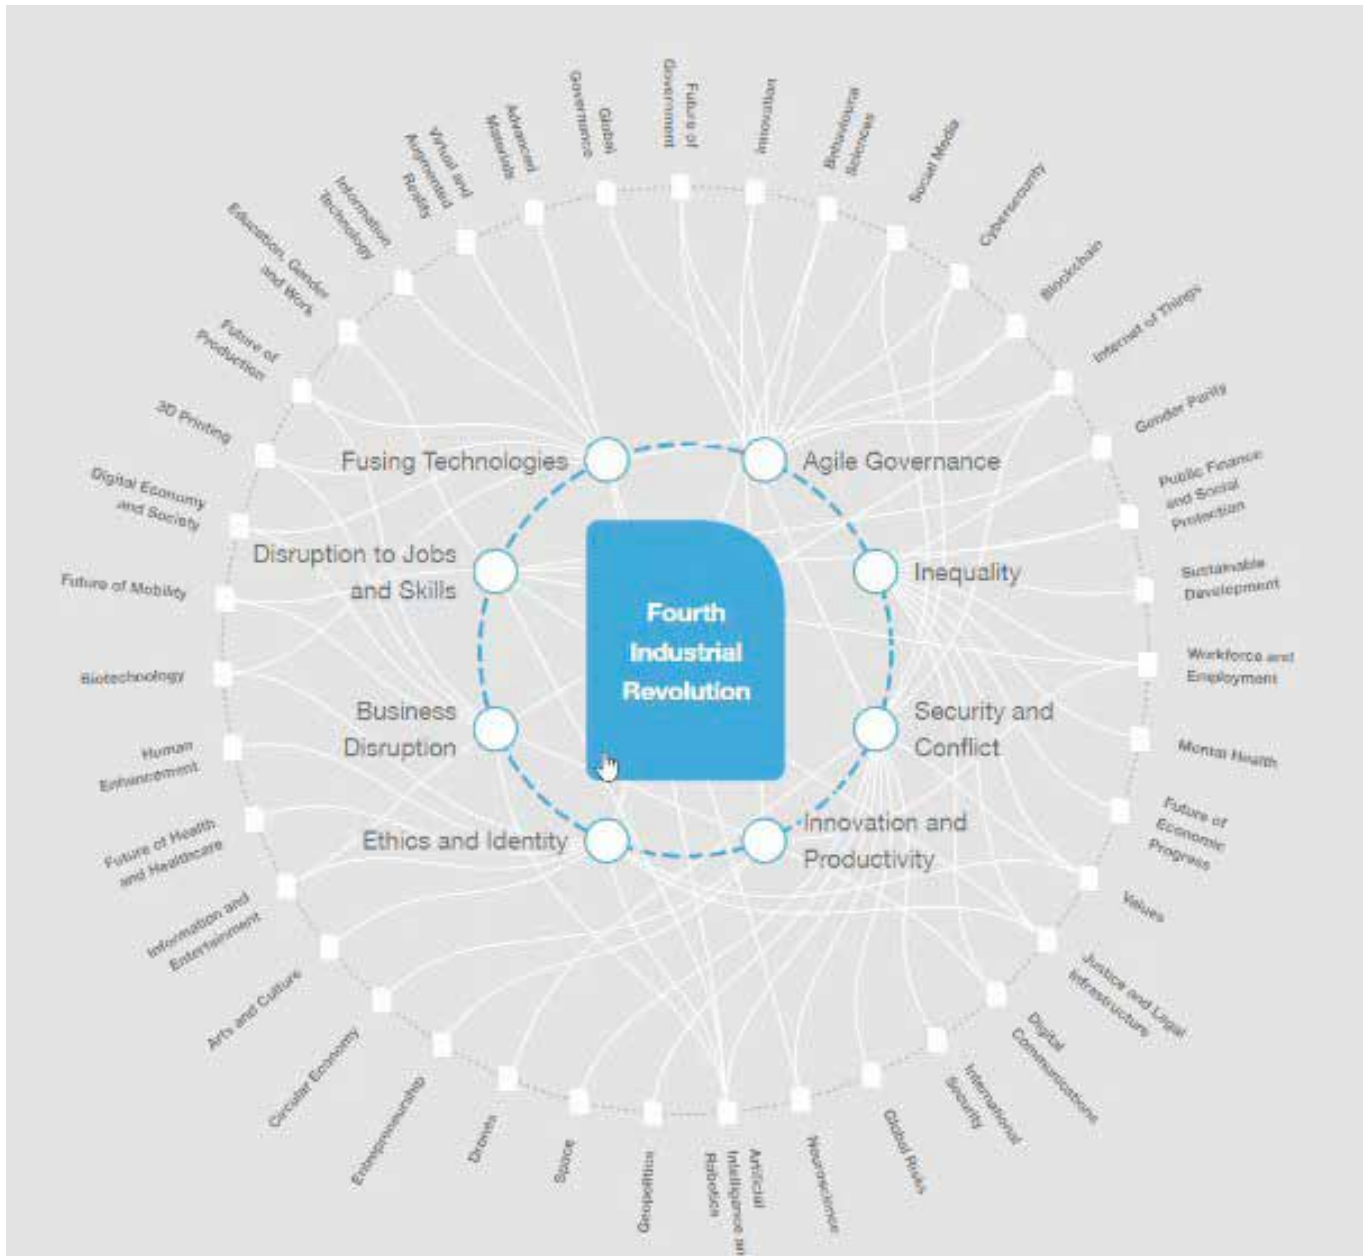 Fourth
Industrial
Revolution
Fusing Technologies
Agile Governance
Disruption to Jobs
and Skills
Inequality
Business
Disruption
Security and
Conflict
Ethics and Identity
Innovation and
Productivity
Global
Governance
Future of
Government
Innovation
Behavioura
Sciences
Social Media
Cybersecurity
Blockchain
Internet of Things
Gender Parity
Public Finance
and Social
Protection
Sustainable
Development
Workforce and
Employment
Mental Health
Future of
Economic
Progress
Values
Justice and Legal
Infrastructure
Digital
Communications
International
Security
Global Risks
Neuroscience
Artificial
Intelligence an
Robotics
Geopolitics
Space
Drones
Entrepreneurship
Circular Economy
Arts and Culture
Information and
Entertainment
Future of Health
and Healthcare
Human
Enhancement
Biotechnology
Future of Mobility
Digital Economy
and Society
3D Printing
Future of
Production
Education, Gender
and Work
Information
Technology
Virtual and
Augmented
Reality
Advanced
Materials